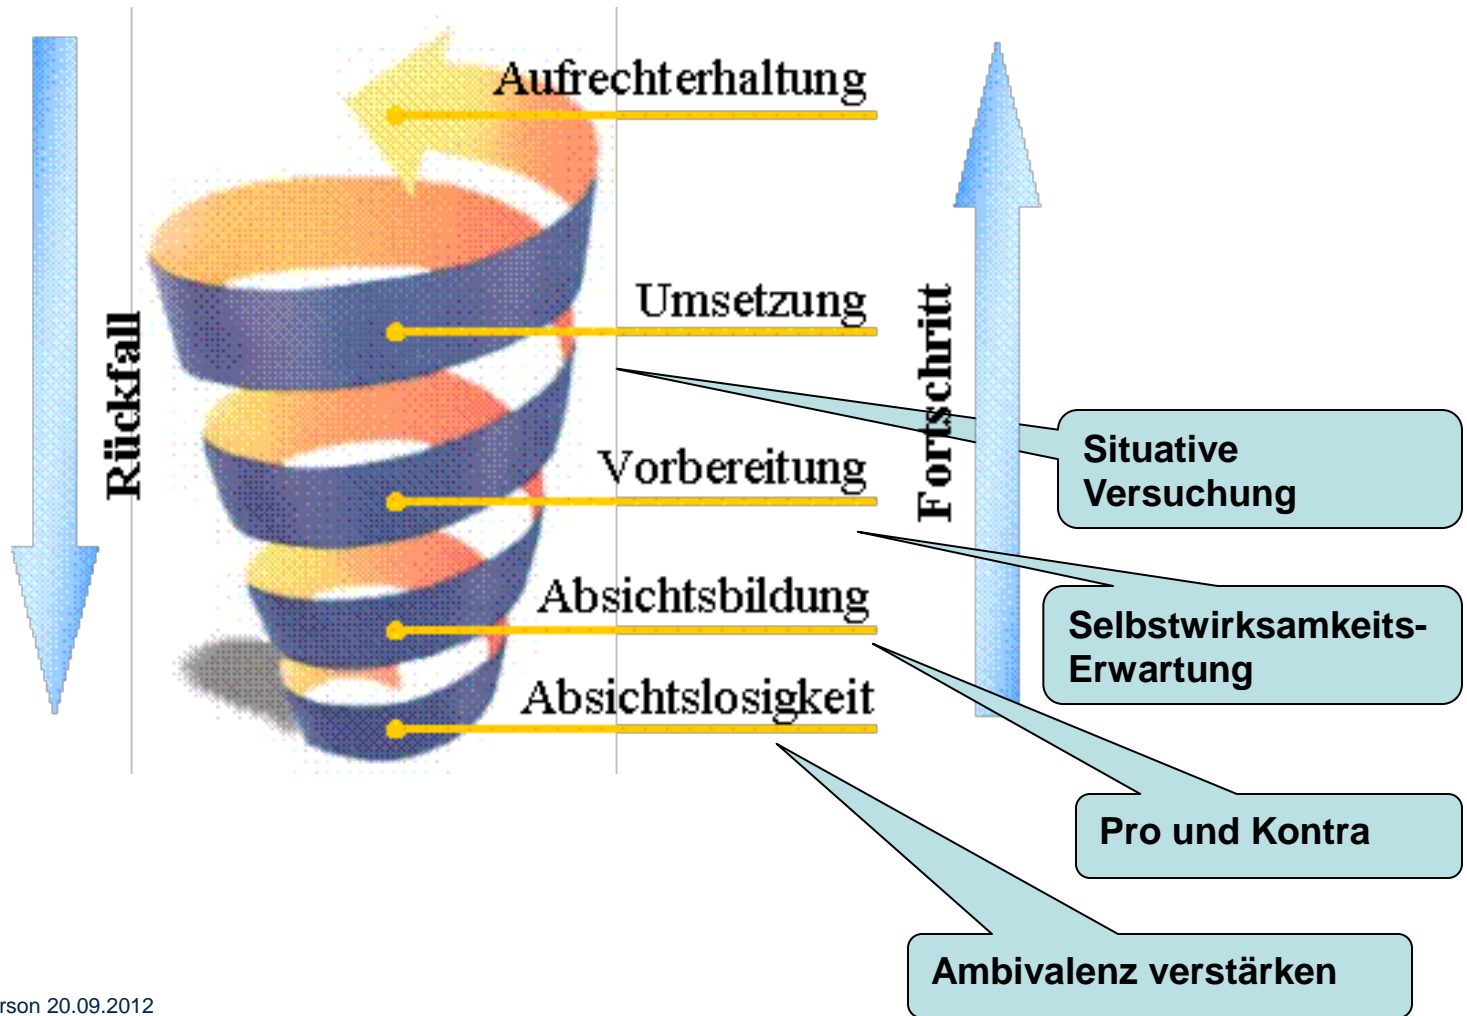 Aufrechterhaltung
Umsetzung
Rückfall
Fortschritt
Situative
Versuchung
Vorbereitung
Absichtsbildung
Selbstwirksamkeits-
Erwartung
Absichtslosigkeit
Pro und Kontra
Ambivalenz verstärken
20.09.2012